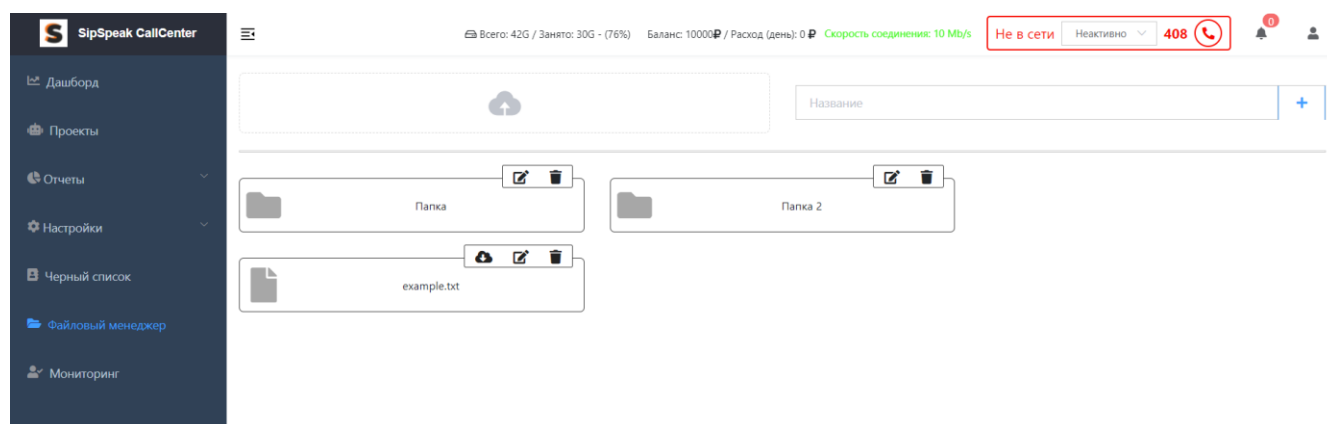 SipSpeak CallCenter
Всего: 42G / Занято: 30G - (76%) Баланс: 10000₽ / Расход (день): 0 ₽ Скорость соединения: 10 Mb/s Не в сети Неактивно 408 0
Дашборд
Название
Проекты
Отчеты
Папка Папка 2
Настройки
Черный список
example.txt
Файловый менеджер
Мониторинг